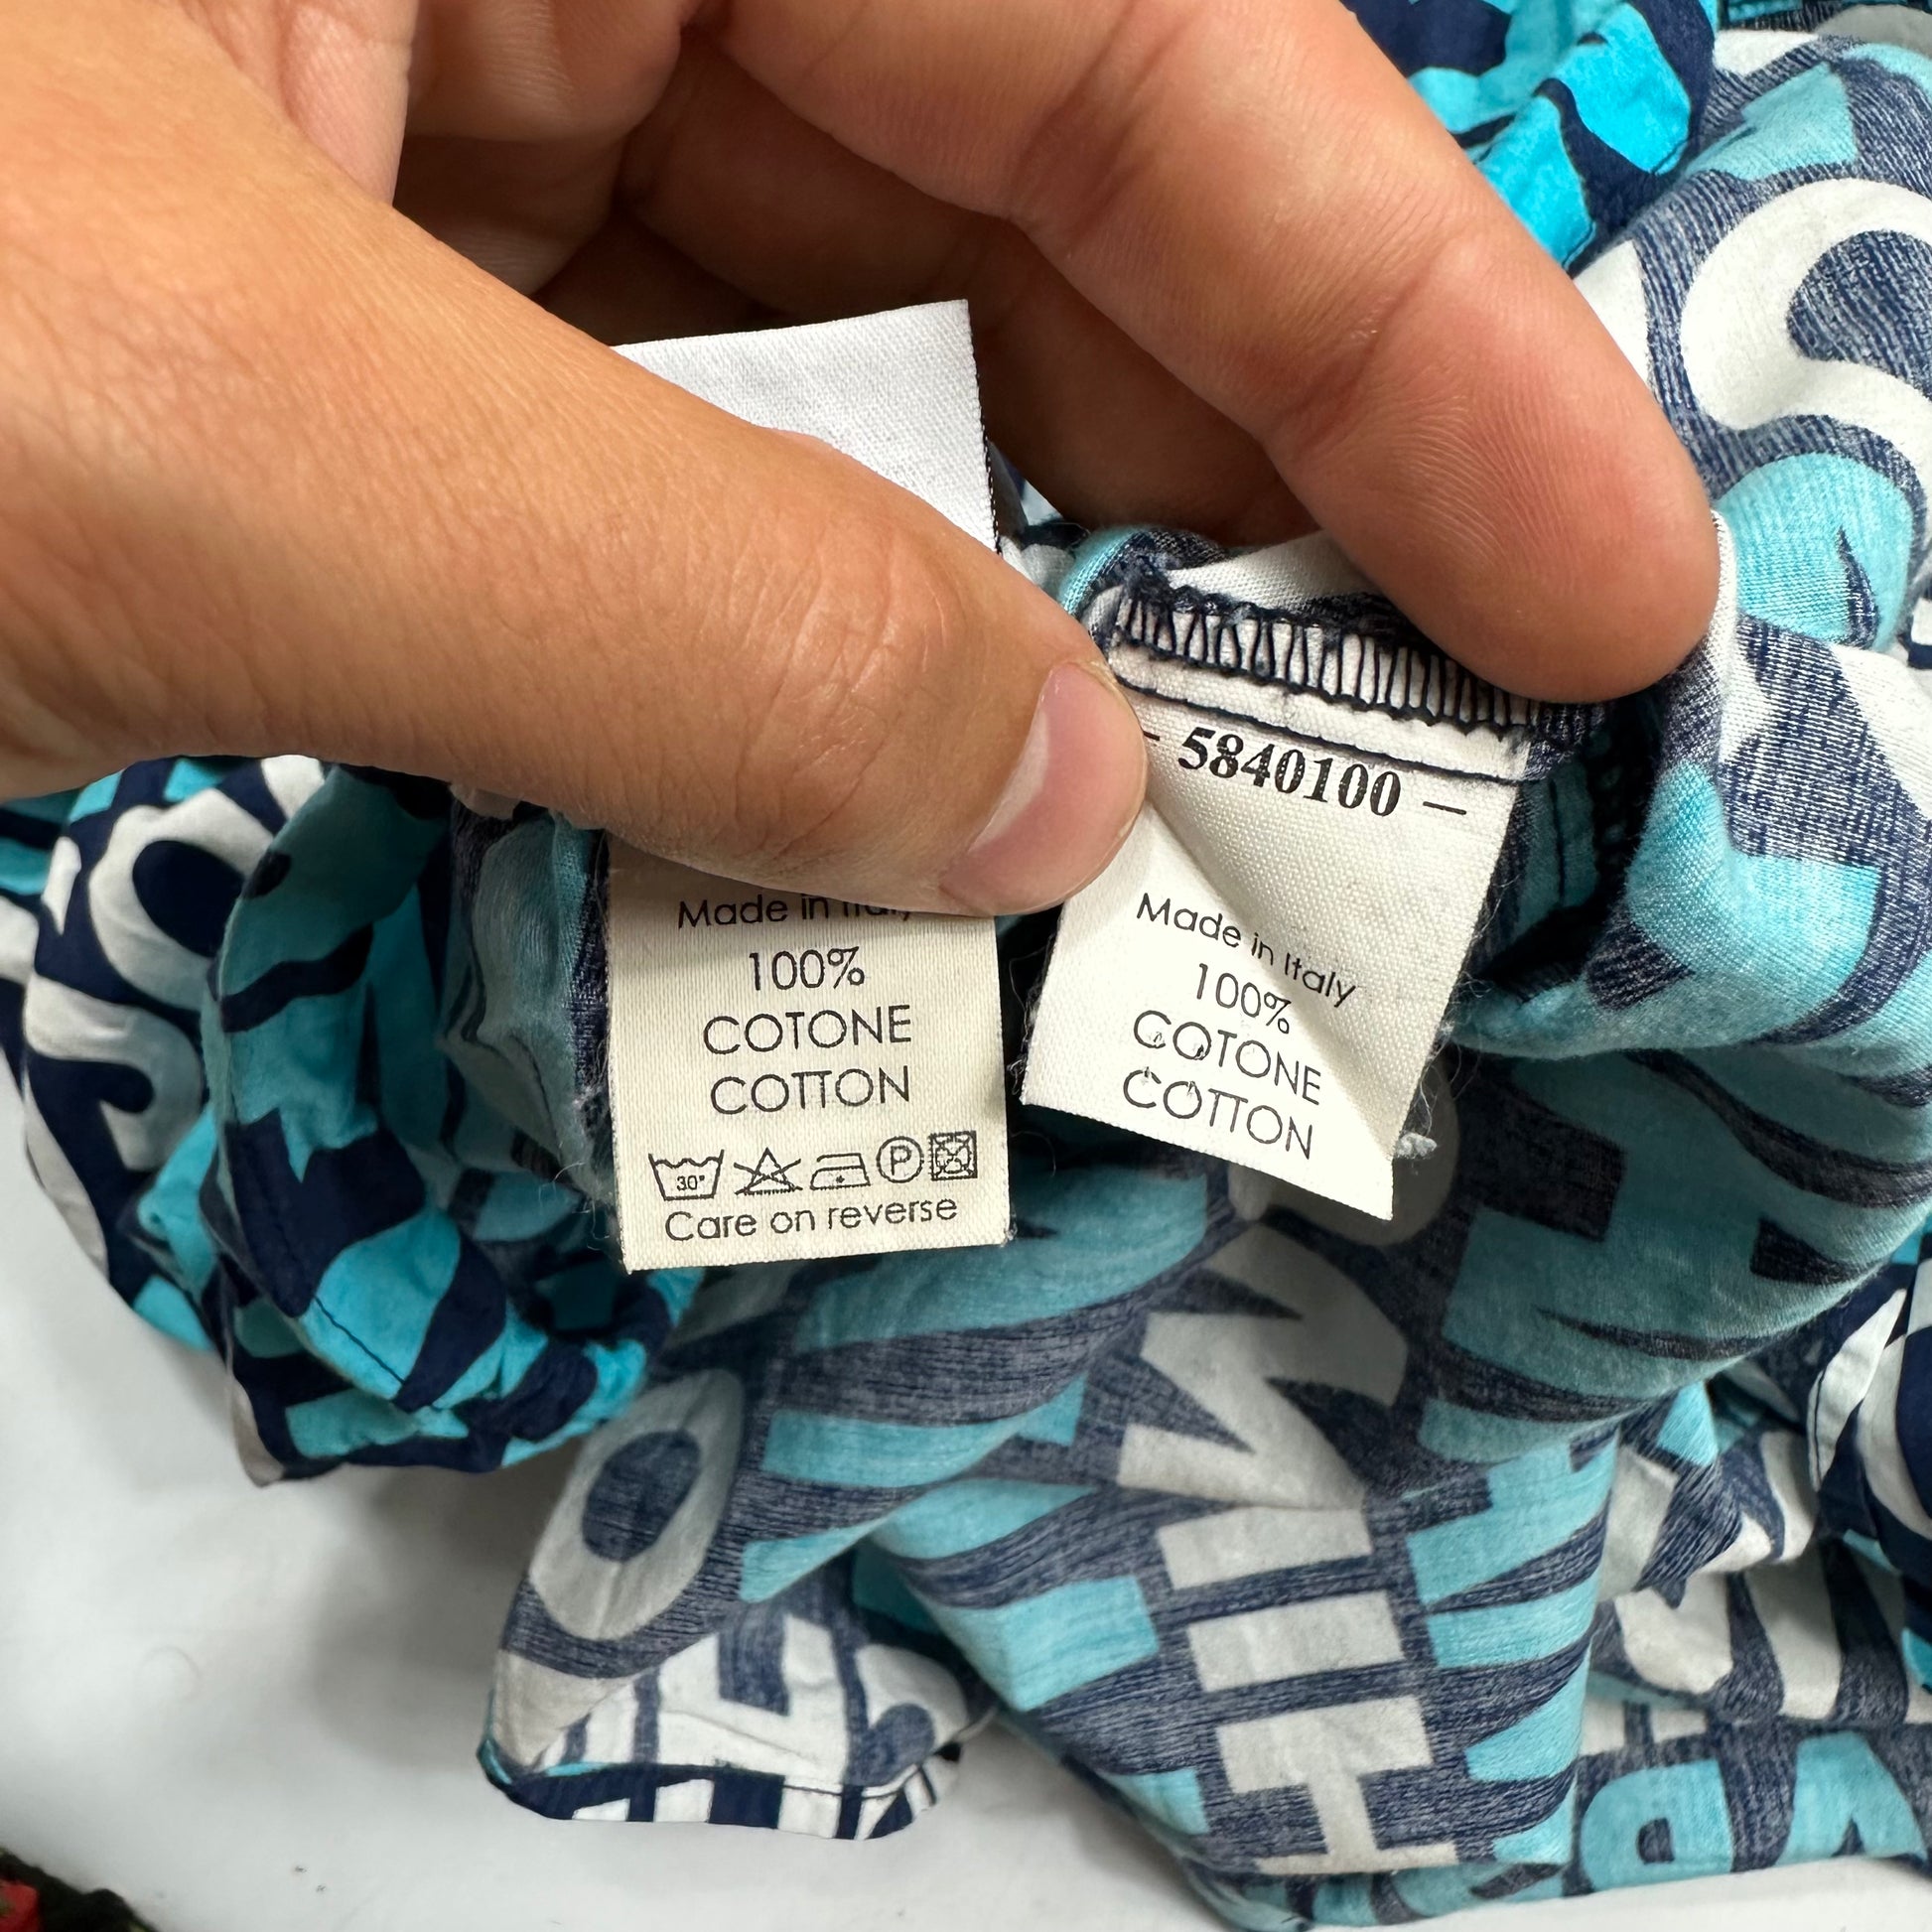 Made in Italy
100%
COTONE
COTTON
30°
P
Care on reverse
– 5840100 –
Made in Italy
100%
COTONE
COTTON